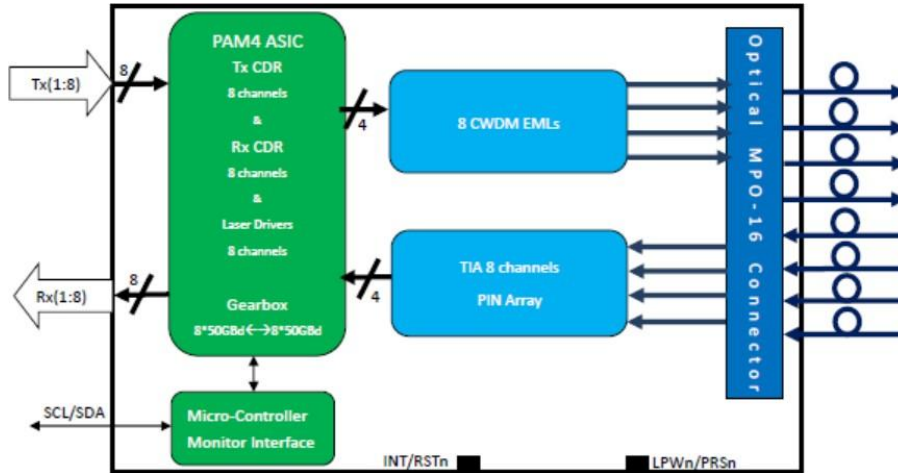 PAM4 ASIC
Tx CDR
8 channels
&
Rx CDR
8 channels
&
Laser Drivers
8 channels
Gearbox
8*50GBd<->8*50GBd
Tx(1:8)
8
4
8 CWDM EMLs
Optical MPO-16 Connector
TIA 8 channels
PIN Array
4
8
Rx(1:8)
SCL/SDA
Micro-Controller
Monitor Interface
INT/RSTn
LPWn/PRSn